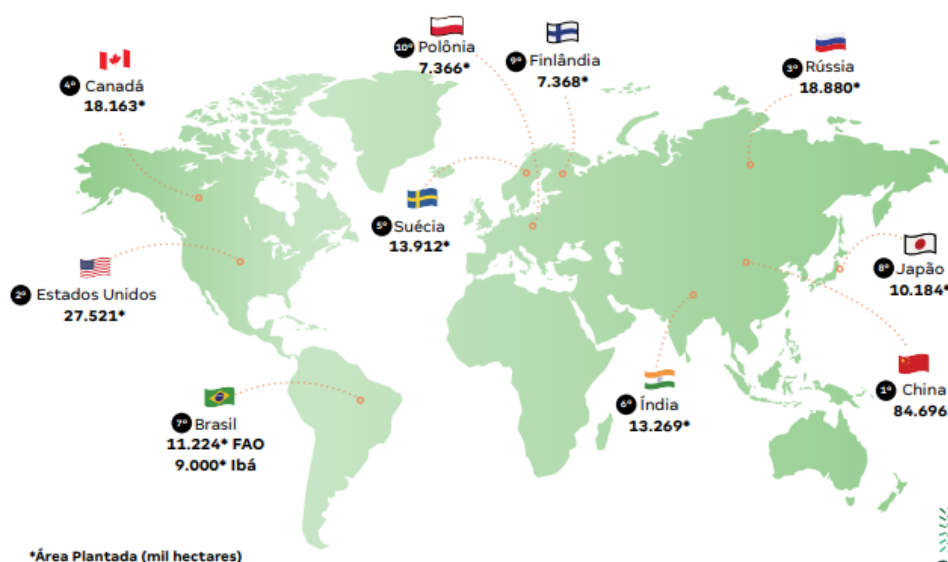 10º Polônia
7.366*
9º Finlândia
7.368*
3º Rússia
18.880*
4º Canadá
18.163*
5º Suécia
13.912*
8º Japão
10.184*
2º Estados Unidos
27.521*
1º China
84.696
6º Índia
13.269*
7º Brasil
11.224* FAO
9.000* Ibá
*Área Plantada (mil hectares)